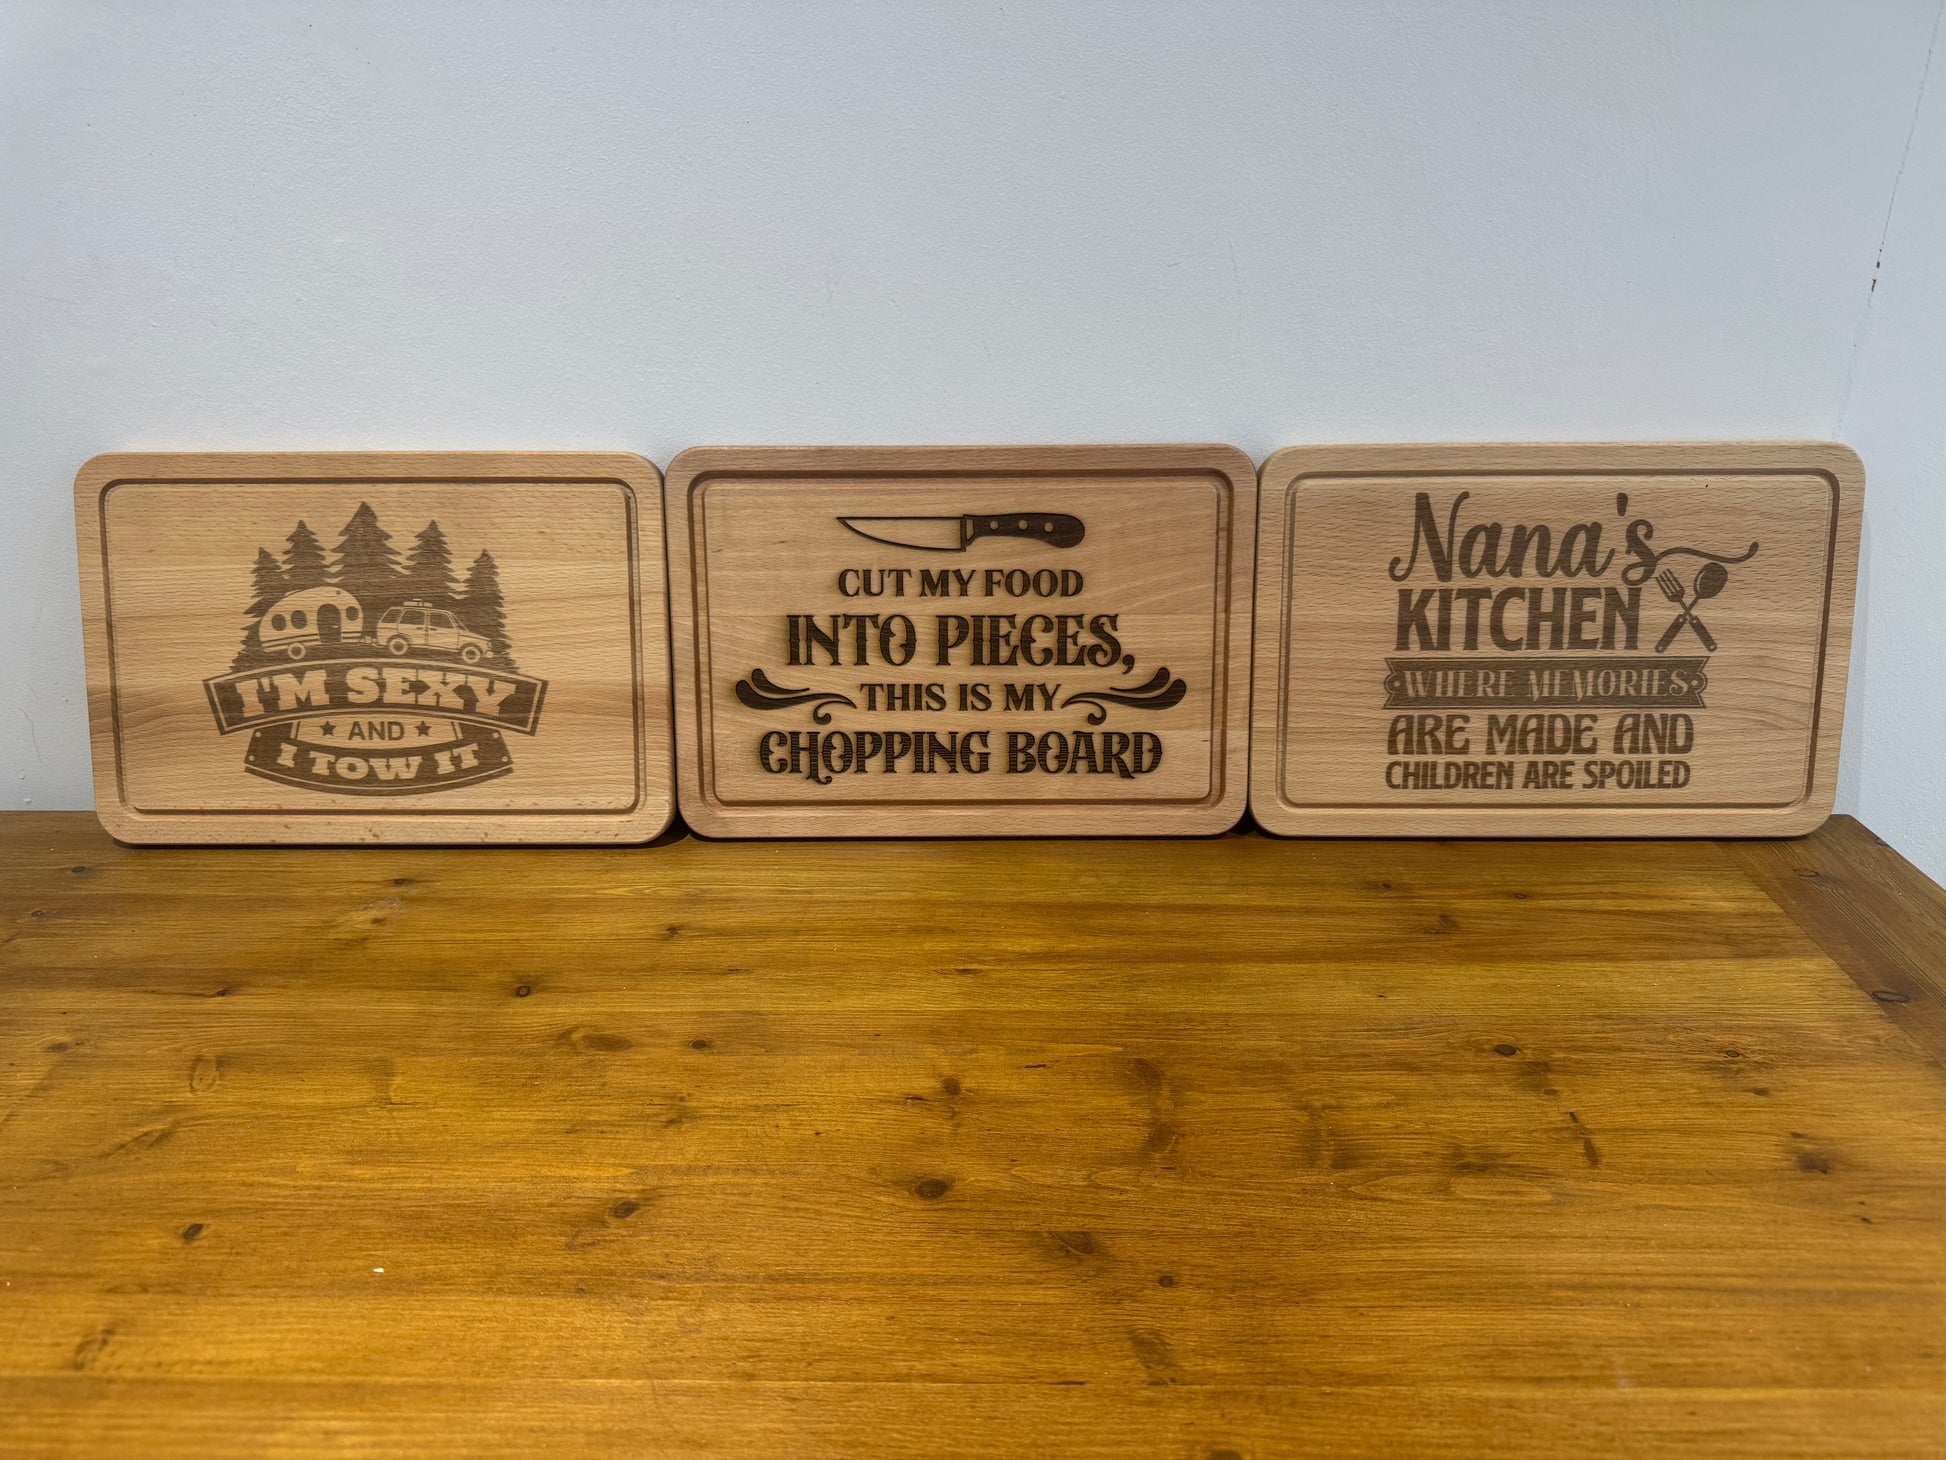 I'M SEXY
AND
I TOW IT
CUT MY FOOD
INTO PIECES,
THIS IS MY
CHOPPING BOARD
Nana's
KITCHEN
WHERE MEMORIES
ARE MADE AND
CHILDREN ARE SPOILED